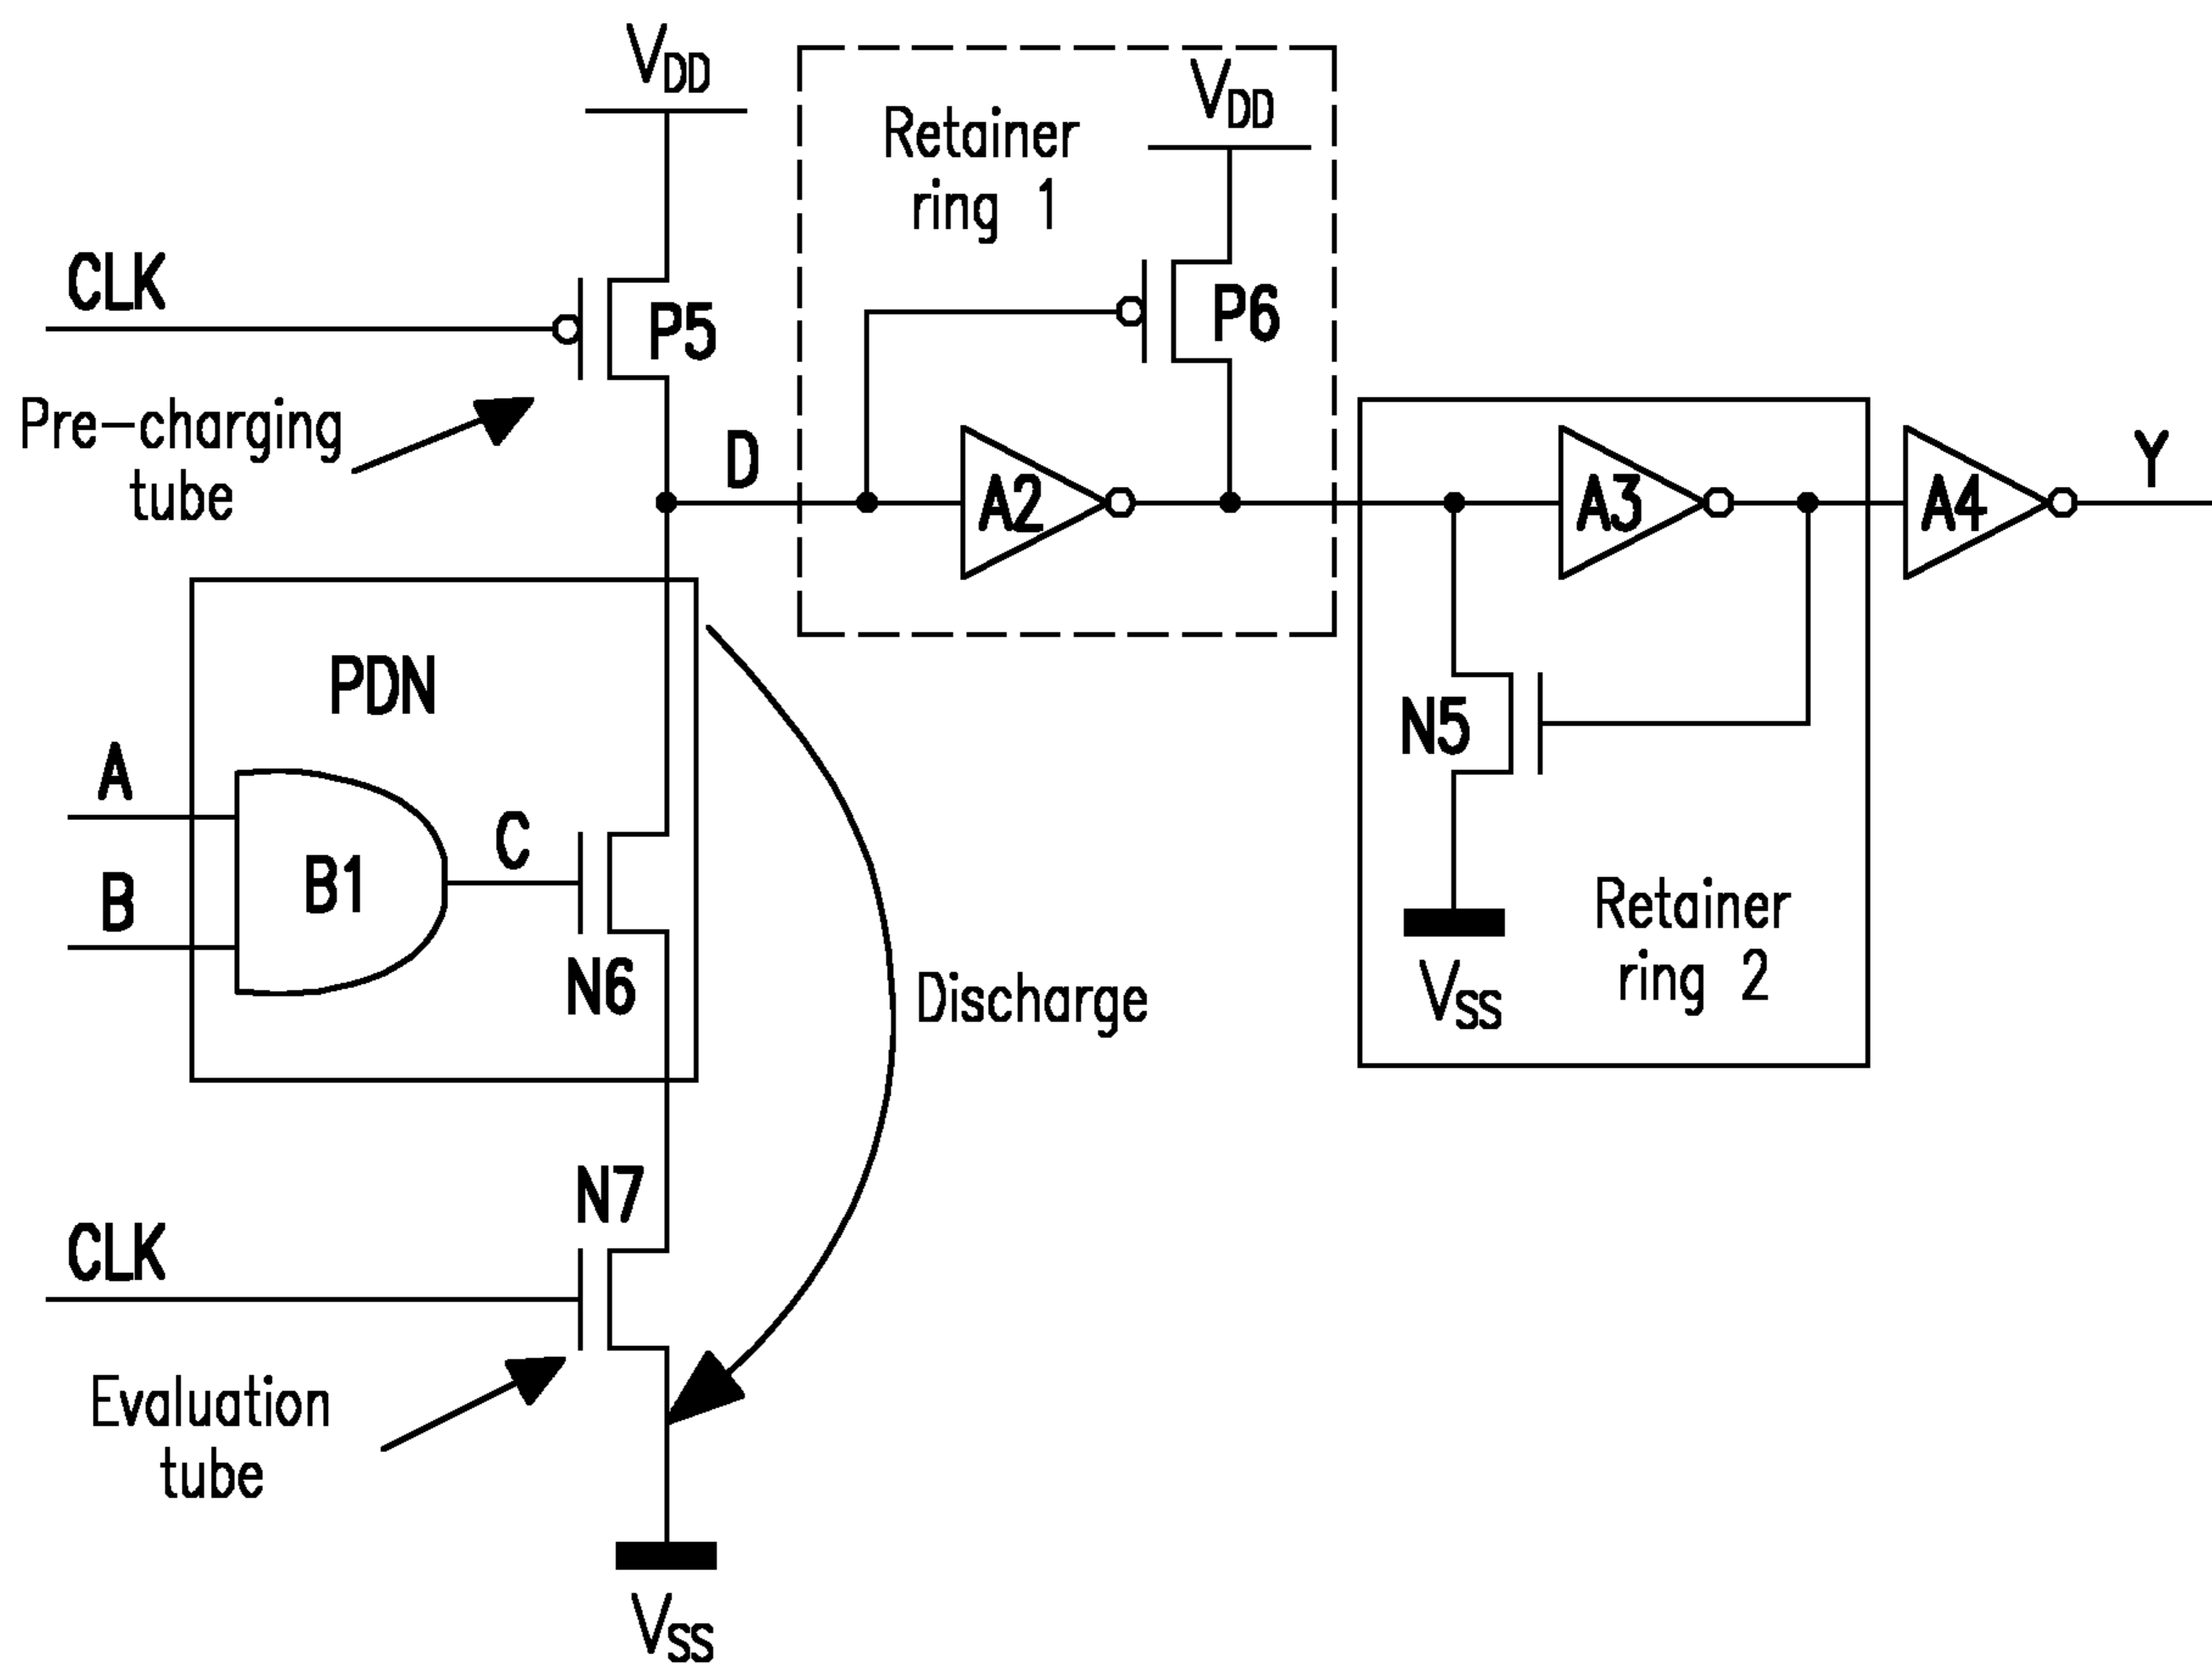 VDD
VDD
Retainer
ring 1
CLK
P5
P6
Pre-charging
tube
D
A2
A3
A4
Y
PDN
N5
A
B
B1
C
N6
Discharge
Retainer
ring 2
VSS
N7
CLK
Evaluation
tube
VSS